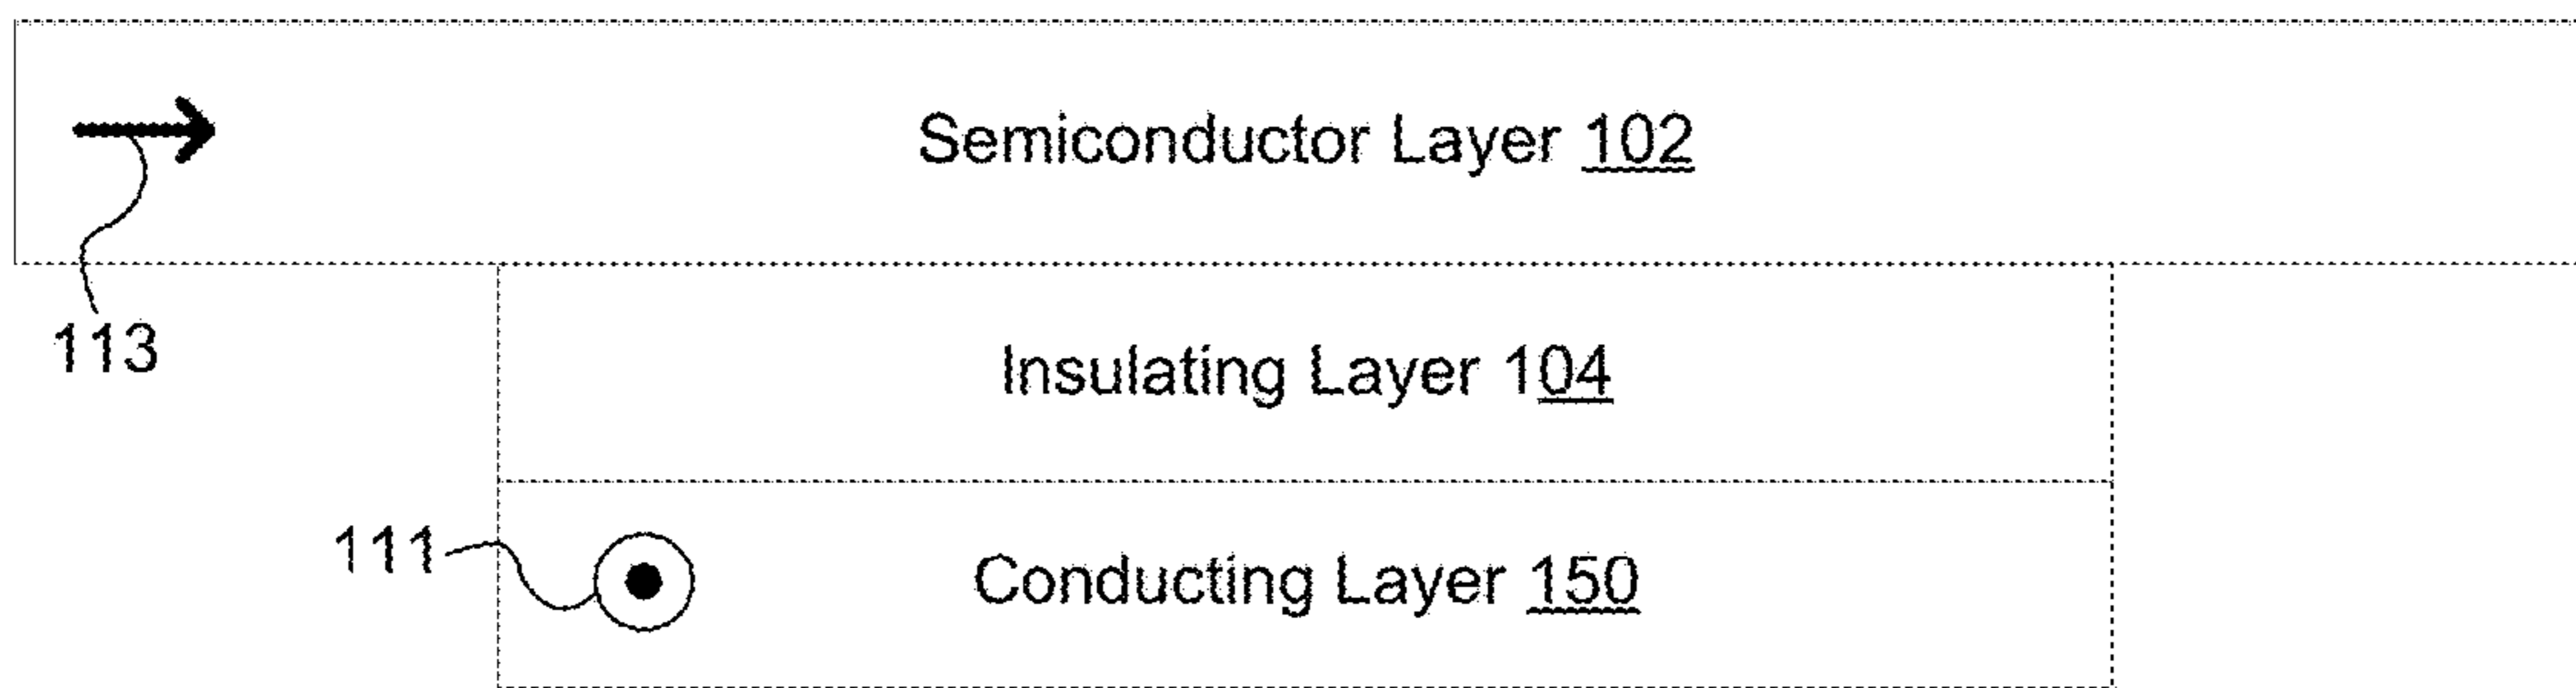 Semiconductor Layer 102
113
Insulating Layer 104
111
Conducting Layer 150